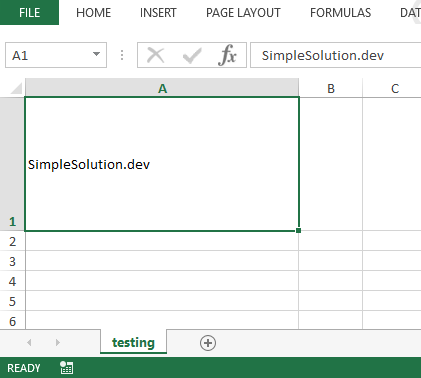 FILE HOME INSERT PAGE LAYOUT FORMULAS DAT
A1 fx SimpleSolution.dev
A B C
SimpleSolution.dev
1
2
3
4
5
6
testing
READY